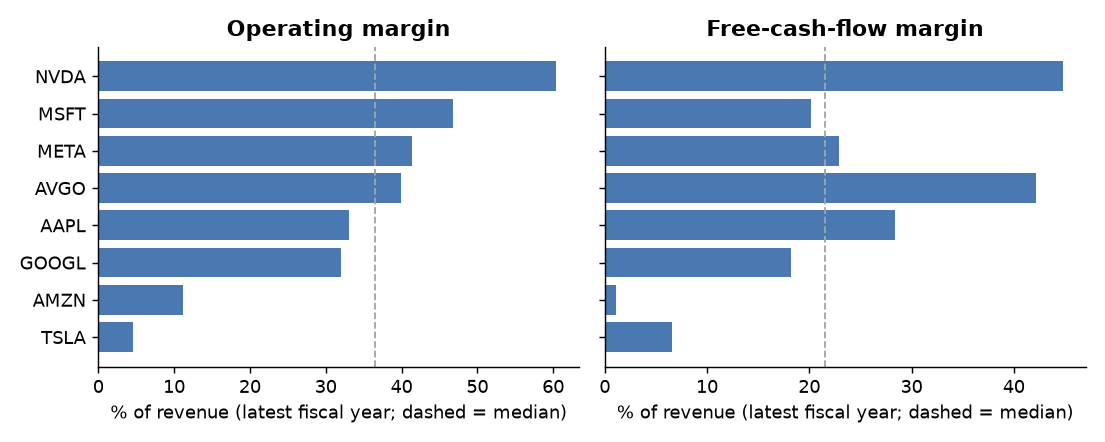 Operating margin
Free-cash-flow margin
NVDA
MSFT
META
AVGO
AAPL
GOOGL
AMZN
TSLA
0 10 20 30 40 50 60
0 10 20 30 40
% of revenue (latest fiscal year; dashed = median)
% of revenue (latest fiscal year; dashed = median)